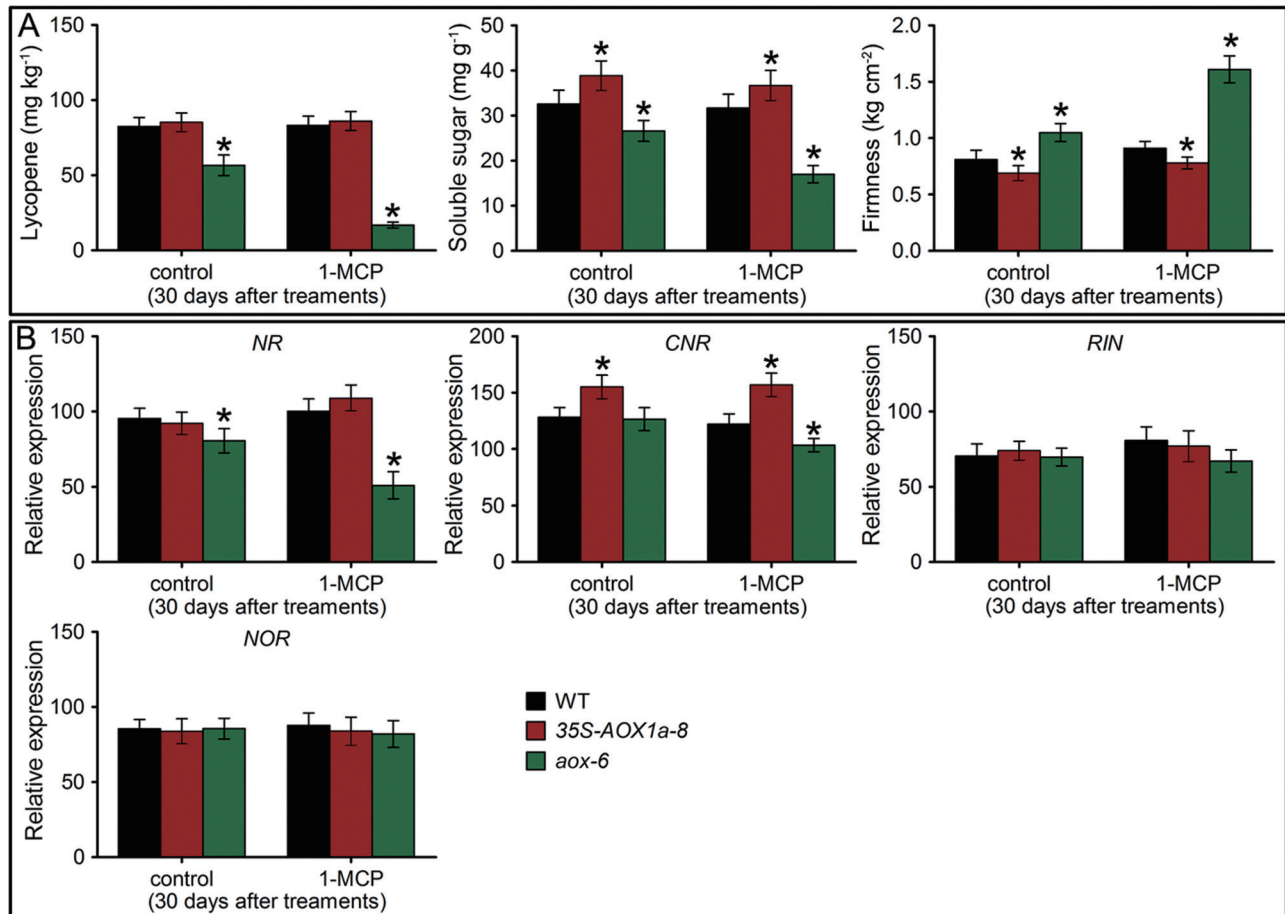 A
Lycopene (mg kg⁻¹)
150
100
50
0
*
*
control
1-MCP
(30 days after treaments)
Soluble sugar (mg g⁻¹)
50
40
30
20
10
0
*
*
*
*
control
1-MCP
(30 days after treaments)
Firmness (kg cm⁻²)
2.0
1.5
1.0
0.5
0.0
*
*
*
*
control
1-MCP
(30 days after treaments)
B
NR
Relative expression
150
100
50
0
*
*
control
1-MCP
(30 days after treaments)
CNR
Relative expression
200
150
100
50
0
*
*
*
control
1-MCP
(30 days after treaments)
RIN
Relative expression
150
100
50
0
control
1-MCP
(30 days after treaments)
NOR
Relative expression
150
100
50
0
control
1-MCP
(30 days after treaments)
WT
35S-AOX1a-8
aox-6